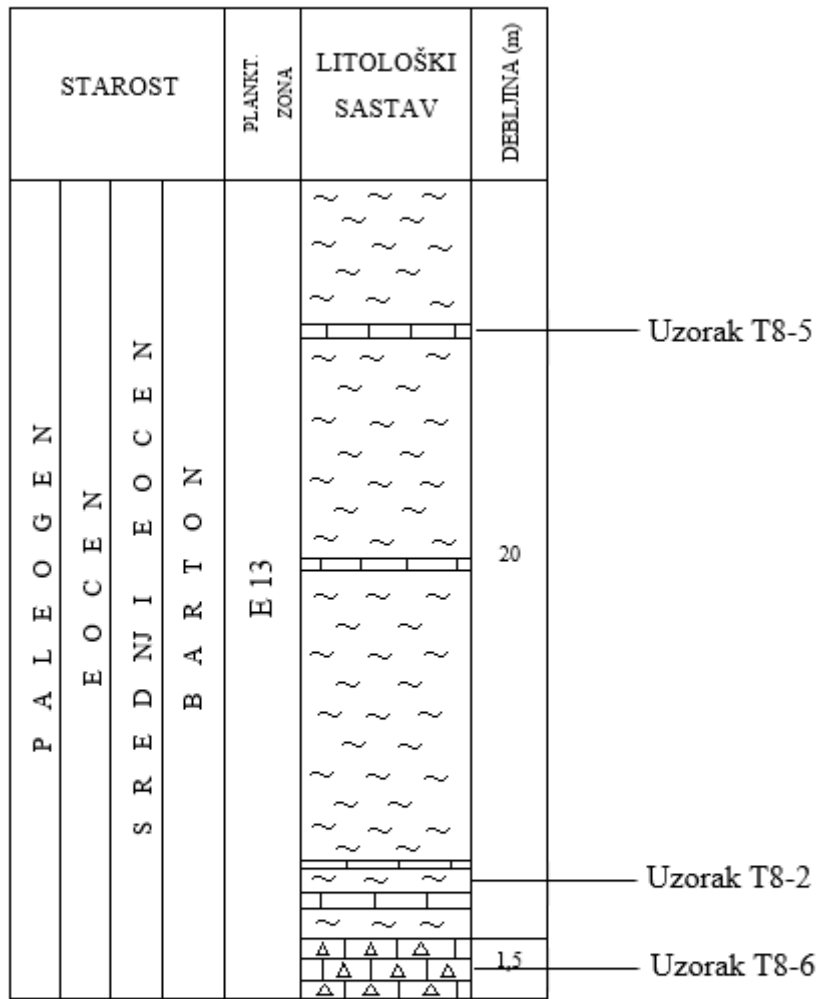 STAROST
PLANKT.
ZONA
LITOLOŠKI
SASTAV
DEBLJINA (m)
PALEOGEN
EOCEN
SREDNJI EOCEN
BARTON
E 13
20
1,5
Uzorak T8-5
Uzorak T8-2
Uzorak T8-6